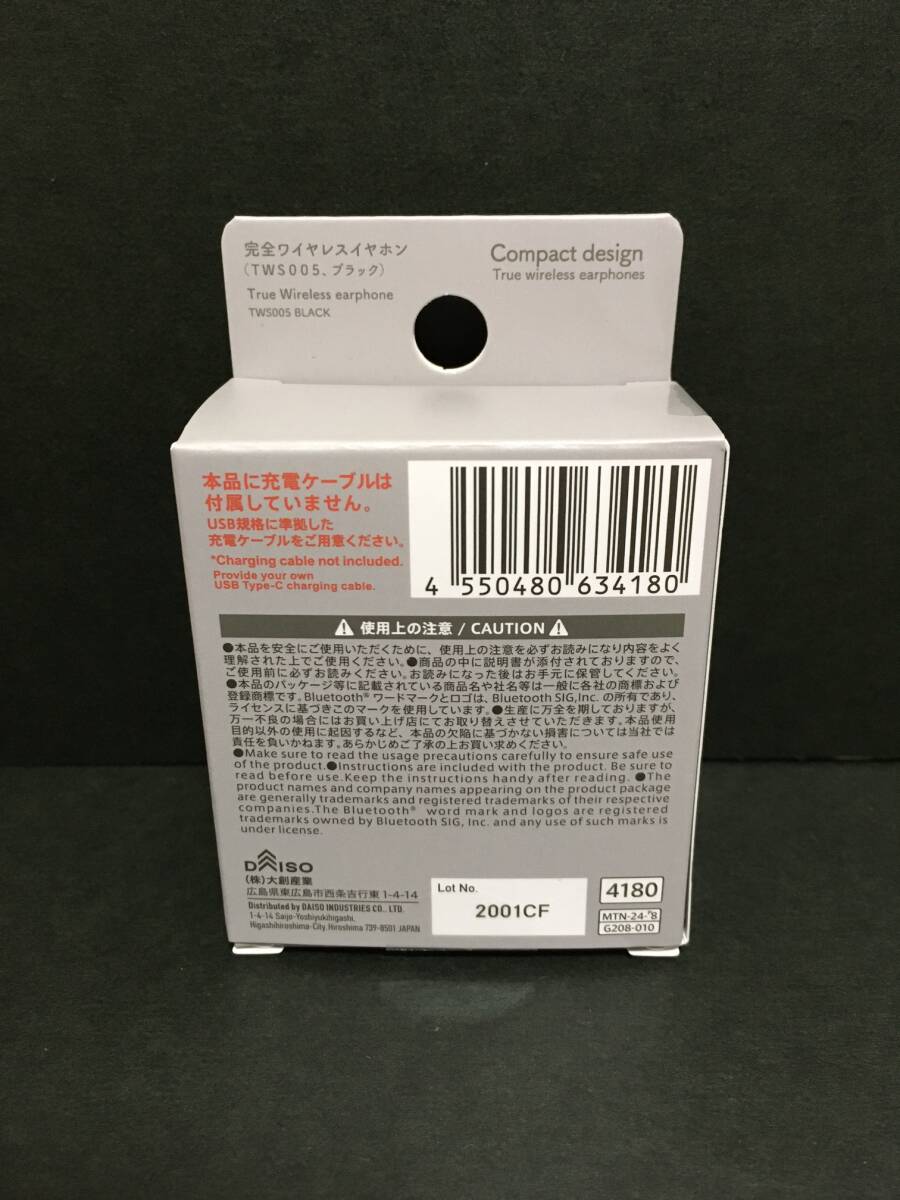 完全ワイヤレスイヤホン
（TWS005、ブラック）
True Wireless earphone
TWS005 BLACK
Compact design
True wireless earphones
本品に充電ケーブルは
付属していません。
USB規格に準拠した
充電ケーブルをご用意ください。
*Charging cable not included.
Provide your own
USB Type-C charging cable.
4 550480 634180
使用上の注意 / CAUTION
●本品を安全にご使用いただくために、使用上の注意を必ずお読みになり内容をよく
理解された上でご使用ください。●商品の中に説明書が添付されておりますので、
ご使用前に必ずお読みください。お読みになった後はお手元に保管してください。
●本品のパッケージ等に記載されている商品名や社名等は一般に各社の商標および
登録商標です。Bluetooth® ワードマークとロゴは、Bluetooth SIG,Inc. の所有であり、
ライセンスに基づきこのマークを使用しています。●生産に万全を期しておりますが、
万一不良の場合にはお買い上げ店にてお取り替えさせていただきます。本品使用
目的以外の使用に起因するなど、本品の欠陥に基づかない損害については当社では
責任を負いかねます。あらかじめご了承の上お買い求めください。
●Make sure to read the usage precautions carefully to ensure safe use
of the product.●Instructions are included with the product. Be sure to
read before use.Keep the instructions handy after reading. ●The
product names and company names appearing on the product package
are generally trademarks and registered trademarks of their respective
companies.The Bluetooth® word mark and logos are registered
trademarks owned by Bluetooth SIG, Inc. and any use of such marks is
under license.
DAISO
(株)大創産業
広島県東広島市西条吉行東 1-4-14
Distributed by DAISO INDUSTRIES CO., LTD.
1-4-14 Saijo-Yoshiyukihigashi,
Higashihiroshima-City, Hiroshima 739-8501 JAPAN
Lot No.
2001CF
4180
MTN-24-*8
G208-010